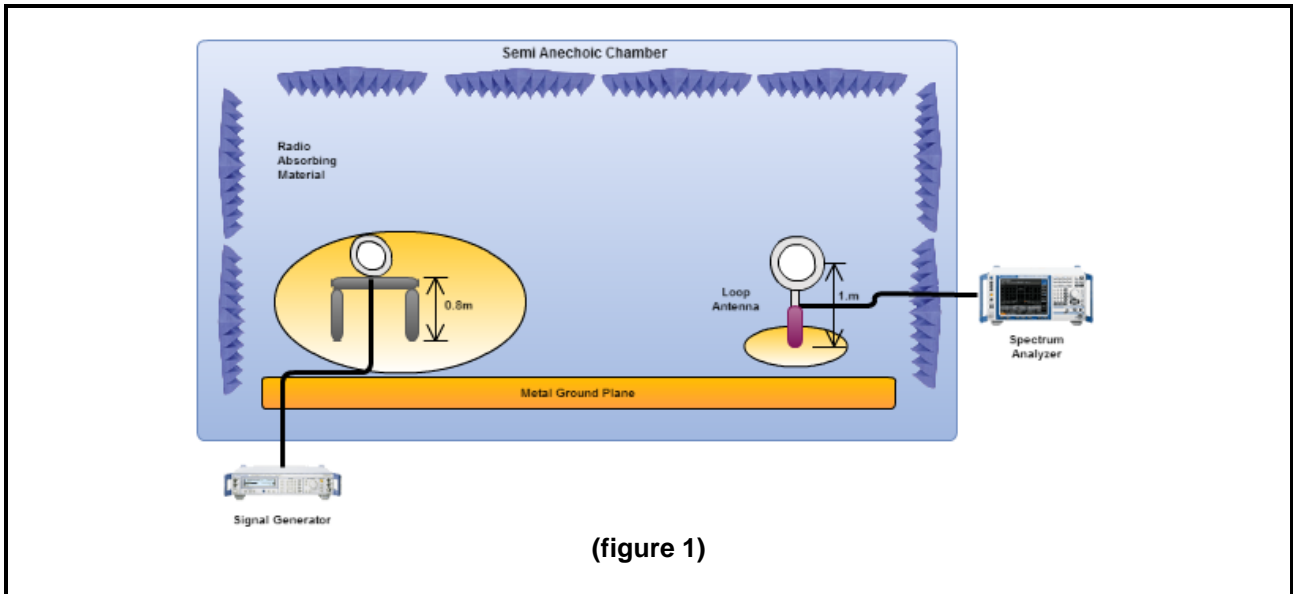 Semi Anechoic Chamber
Radio
Absorbing
Material
0.8m
Loop
Antenna
1.m
Spectrum
Analyzer
Metal Ground Plane
Signal Generator
(figure 1)